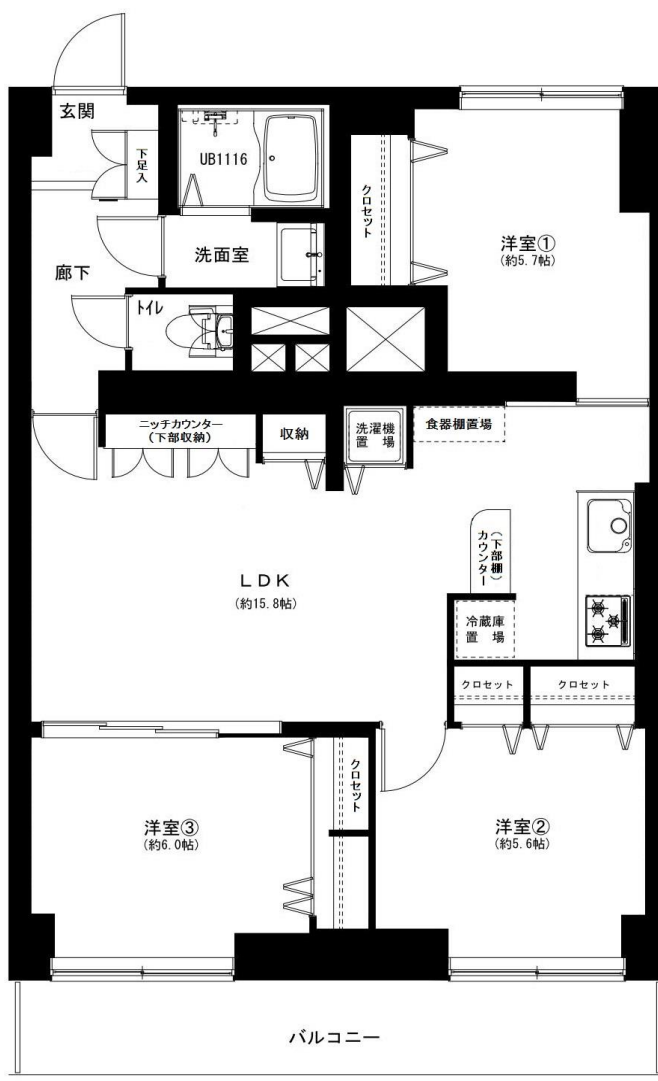 玄関
下足入
UB1116
クロゼット
洋室①
(約5.7帖)
洗面室
廊下
トイレ
ニッチカウンター
(下部収納)
収納
洗濯機
置場
食器棚置場
(下部棚)
カウンター
LDK
(約15.8帖)
冷蔵庫
置場
クロゼット
クロゼット
クロゼット
洋室③
(約6.0帖)
洋室②
(約5.6帖)
バルコニー